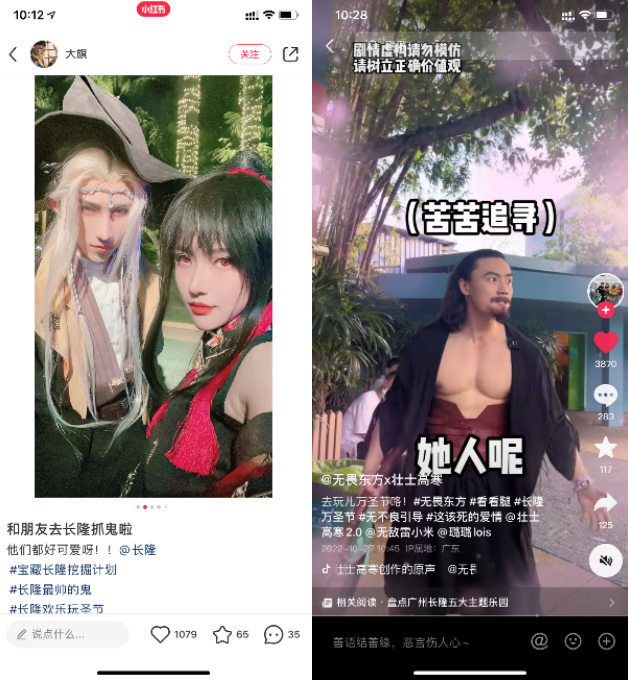 10:12
小红书
大旗
关注
和朋友去长隆抓鬼啦
他们都好可爱呀！！@长隆
#宝藏长隆挖掘计划
#长隆最帅的鬼
#长隆欢乐玩圣节
说点什么...
1079
65
35
10:28
剧情虚构请勿模仿
请树立正确价值观
（苦苦追寻）
她人呢
3870
283
117
125
@无畏东方x壮士高寒
去玩儿万圣节咯！#无畏东方 #看看腿 #长隆
万圣节 #无不良引导 #这该死的爱情 @壮士
高寒2.0 @无敌雷小米 @璐璐lois
2022-10-27 10:45 IP属地：广东
壮士高寒创作的原声 @无畏
相关阅读 · 盘点广州长隆五大主题乐园
善语结善缘，恶言伤人心~